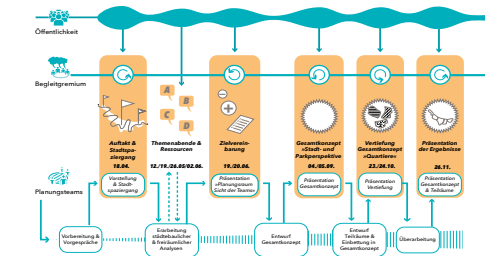 Öffentlichkeit
Begleitgremium
A
B
C
D
Auftakt &
Stadtspa-
ziergang
18.04.
Themenabende &
Ressourcen
12./19./26.05/02.06.
Zielverein-
barung
19./20.06.
Gesamtkonzept
»Stadt- und
Parkperspektive
04./05.09.
Vertiefung
Gesamtkonzept
»Quartiere«
23./24.10.
Präsentation
der Ergebnisse
26.11.
Planungsteams
Vorstellung
& Stadt-
spaziergang
Präsentation
»Planungsraum
Sicht der Teams«
Präsentation
Gesamtkonzept
Präsentation
Vertiefung
Präsentation
Gesamtkonzept
& Teilräume
Vorbereitung &
Vorgespräche
Erarbeitung
städtebaulicher
& freiräumlicher
Analysen
Entwurf
Gesamtkonzept
Entwurf
Teilräume &
Einbettung in
Gesamtkonzept
Überarbeitung